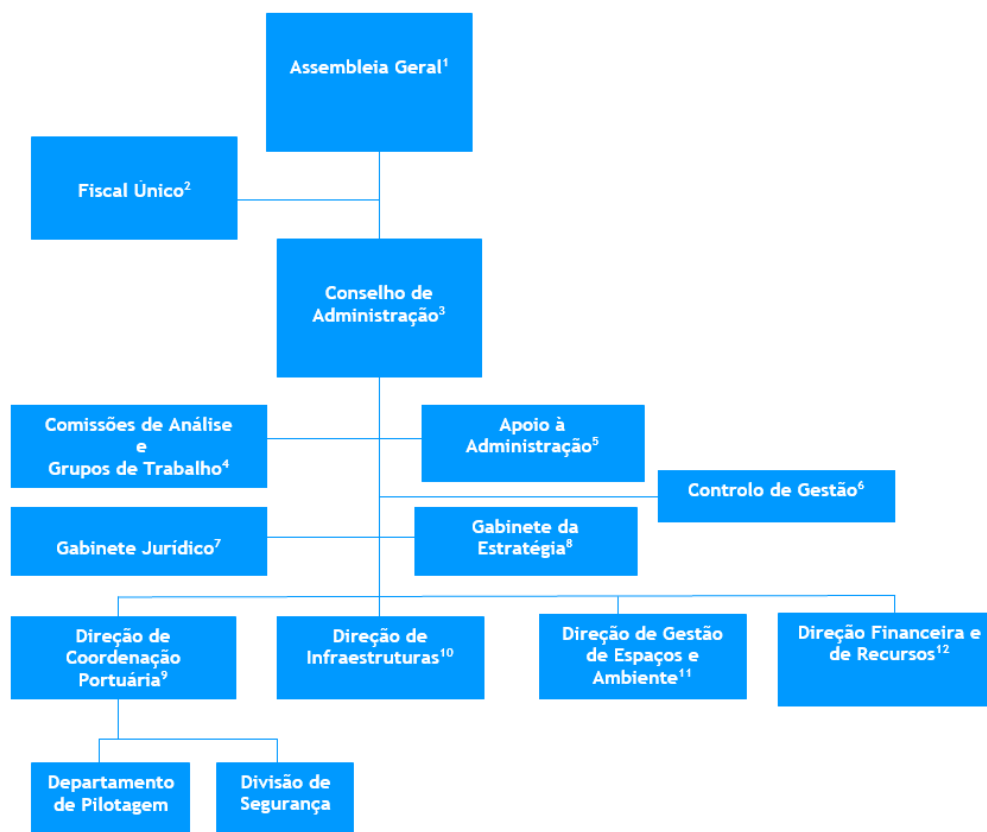 Assembleia Geral¹
Fiscal Único²
Conselho de
Administração³
Comissões de Análise
e
Grupos de Trabalho⁴
Apoio à
Administração⁵
Controlo de Gestão⁶
Gabinete Jurídico⁷
Gabinete da
Estratégia⁸
Direção de
Coordenação
Portuária⁹
Direção de
Infraestruturas¹⁰
Direção de Gestão
de Espaços e
Ambiente¹¹
Direção Financeira e
de Recursos¹²
Departamento
de Pilotagem
Divisão de
Segurança